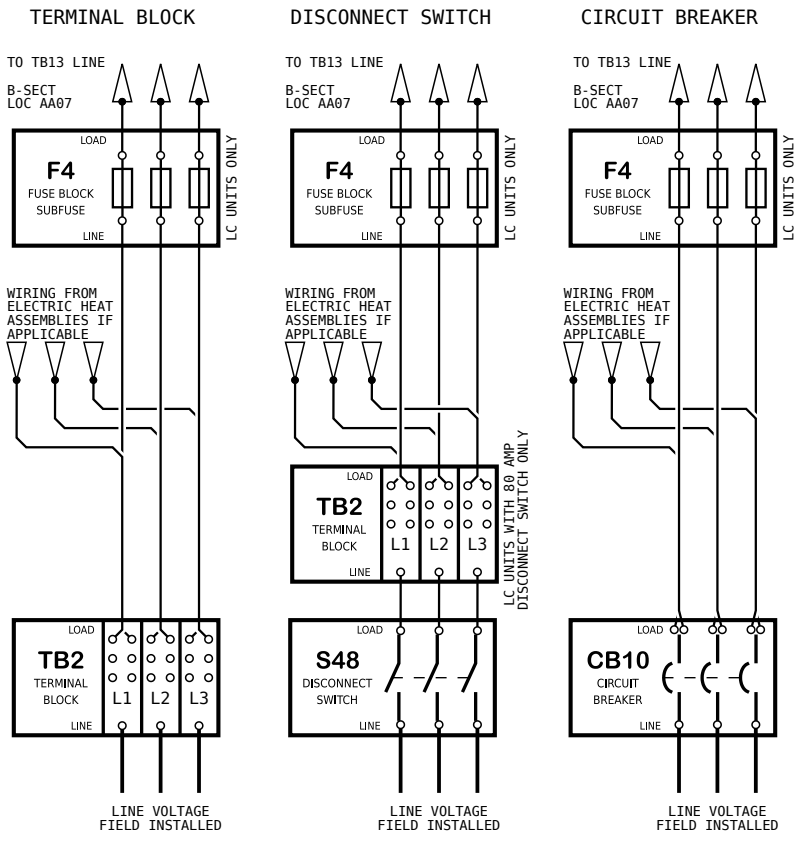 TERMINAL BLOCK
TO TB13 LINE
B-SECT
LOC AA07
LOAD
F4
FUSE BLOCK
SUBFUSE
LINE
LC UNITS ONLY
WIRING FROM
ELECTRIC HEAT
ASSEMBLIES IF
APPLICABLE
LOAD
TB2
TERMINAL
BLOCK
L1
L2
L3
LINE
LINE VOLTAGE
FIELD INSTALLED
DISCONNECT SWITCH
TO TB13 LINE
B-SECT
LOC AA07
LOAD
F4
FUSE BLOCK
SUBFUSE
LINE
LC UNITS ONLY
WIRING FROM
ELECTRIC HEAT
ASSEMBLIES IF
APPLICABLE
LOAD
TB2
TERMINAL
BLOCK
L1
L2
L3
LINE
LC UNITS WITH 80 AMP
DISCONNECT SWITCH ONLY
LOAD
S48
DISCONNECT
SWITCH
LINE
LINE VOLTAGE
FIELD INSTALLED
CIRCUIT BREAKER
TO TB13 LINE
B-SECT
LOC AA07
LOAD
F4
FUSE BLOCK
SUBFUSE
LINE
LC UNITS ONLY
WIRING FROM
ELECTRIC HEAT
ASSEMBLIES IF
APPLICABLE
LOAD
CB10
CIRCUIT
BREAKER
LINE
LINE VOLTAGE
FIELD INSTALLED